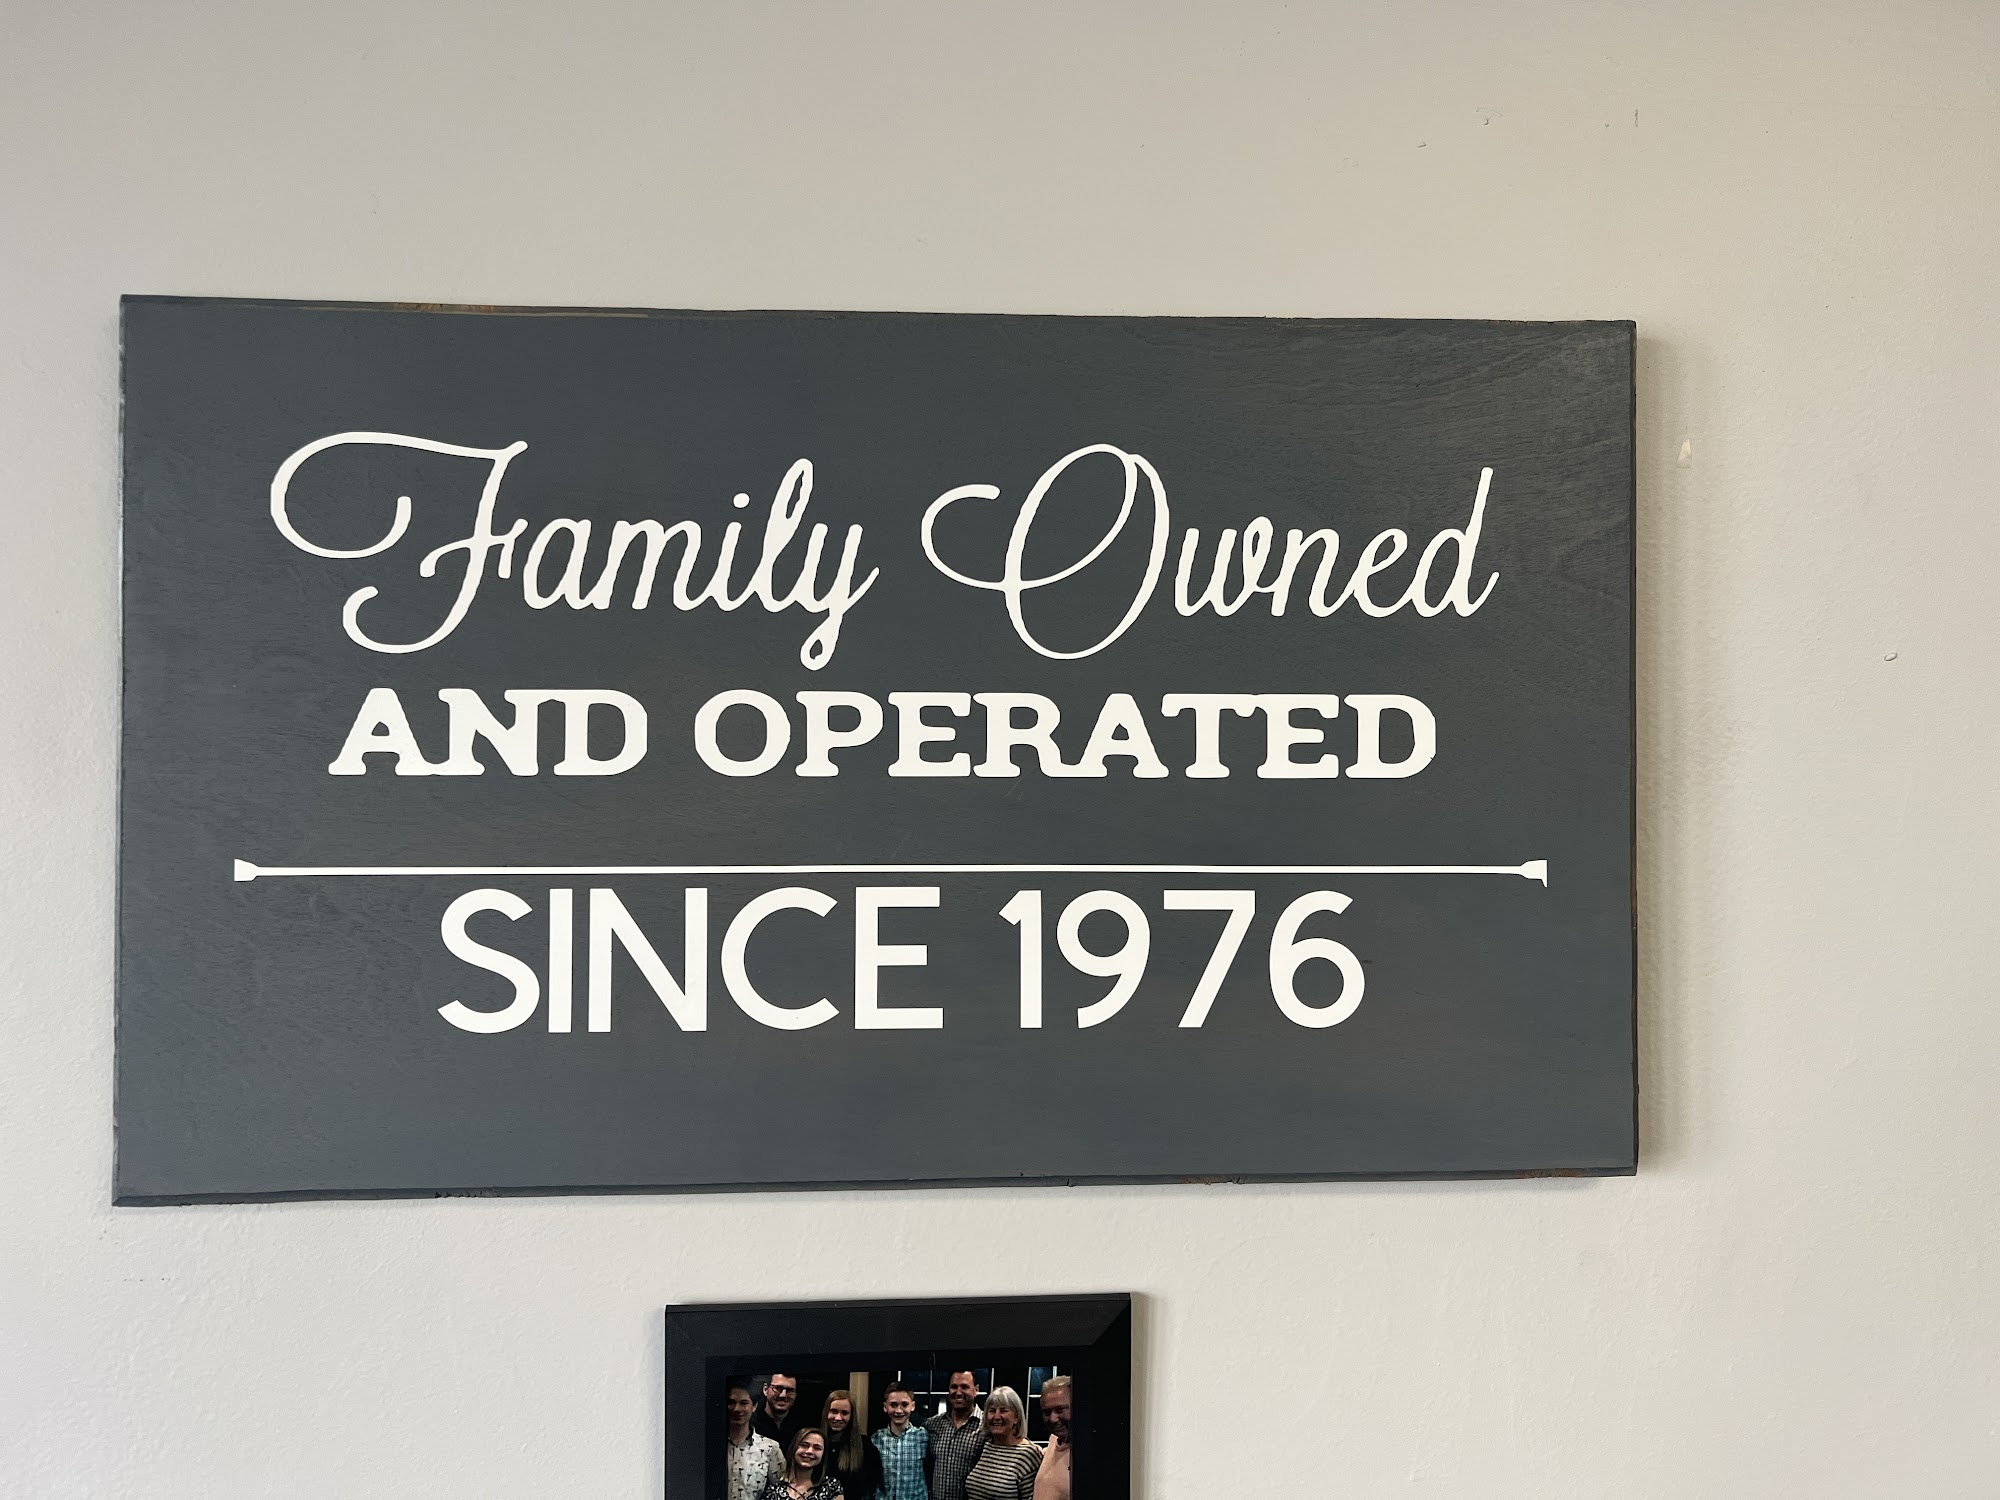 Family Owned
AND OPERATED
SINCE 1976